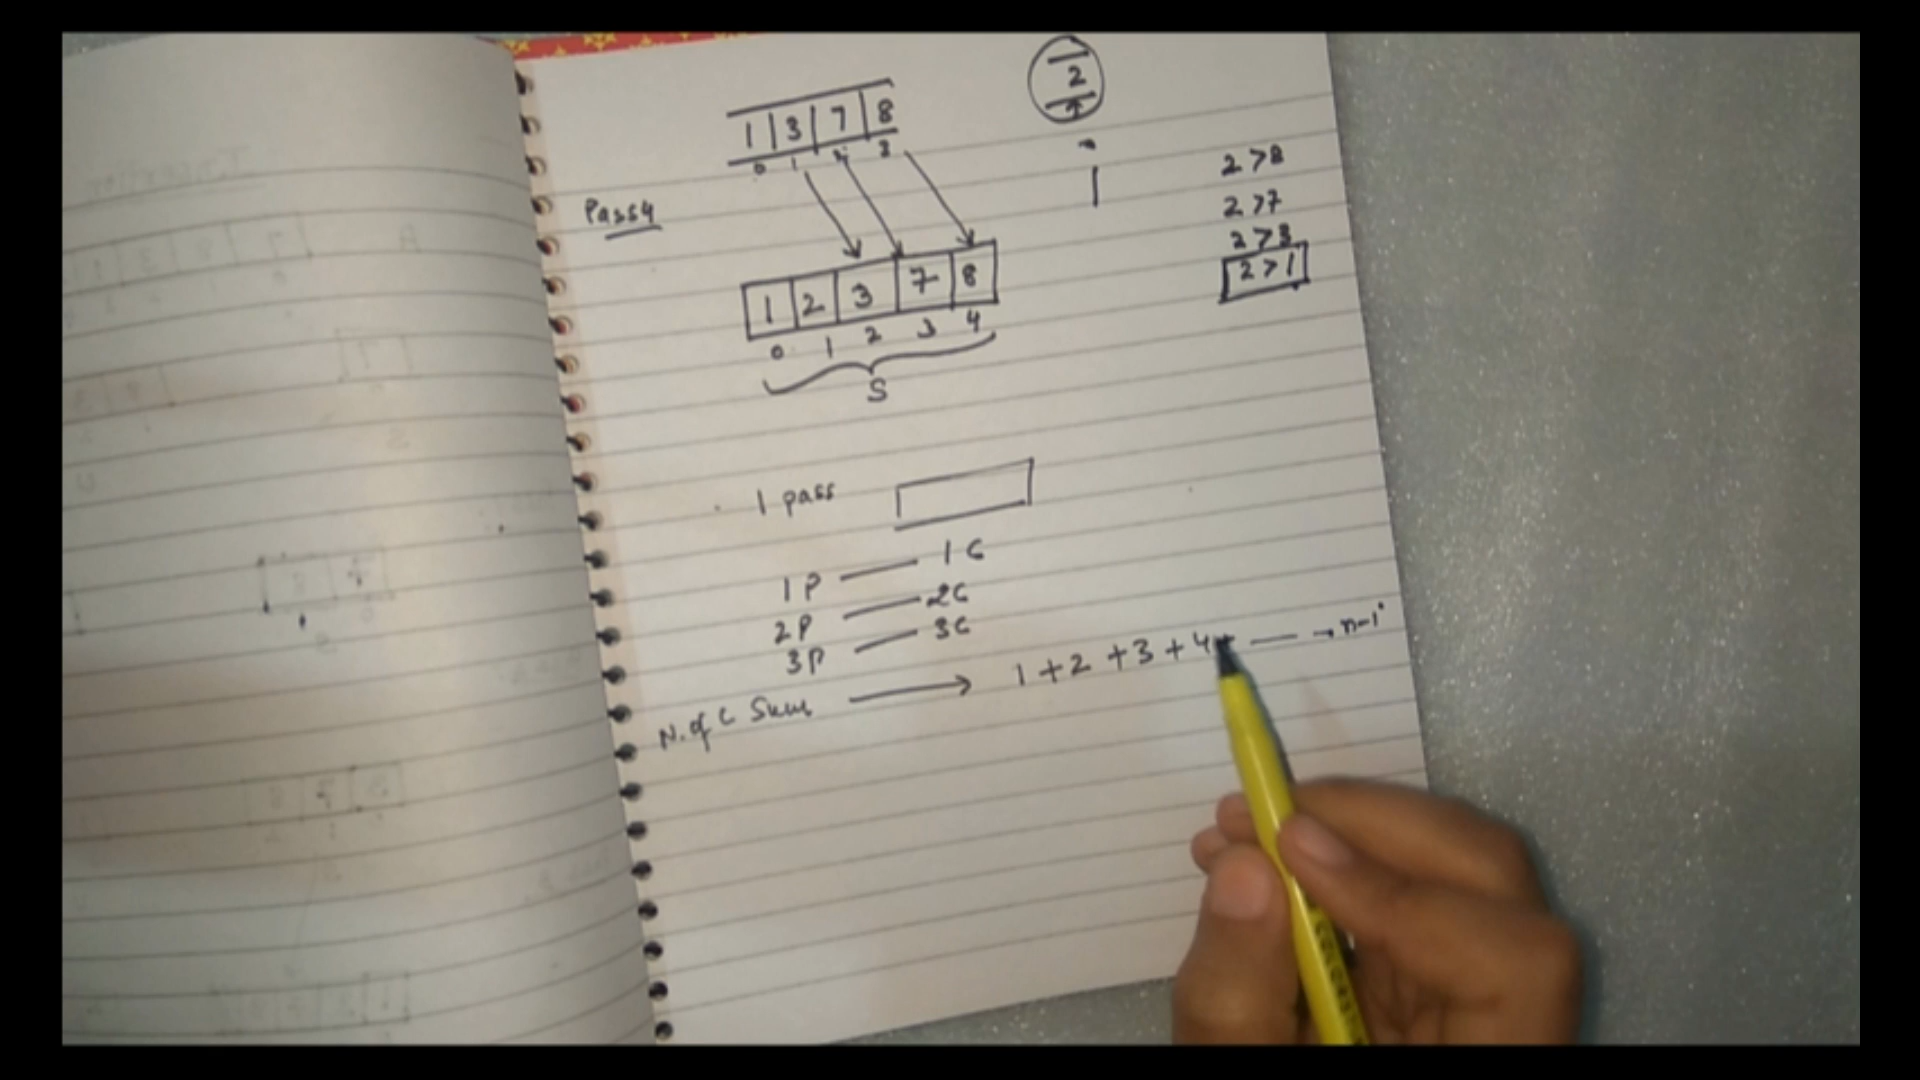 2
1 3 7 8
0 1 2 3
Pass4
2 > 8
2 > 7
2 > 3
2 > 1
1 2 3 7 8
0 1 2 3 4
S
1 pass
1P — 1C
2P — 2C
3P — 3C
N. of C Sum → 1 + 2 + 3 + 4 + — n-1